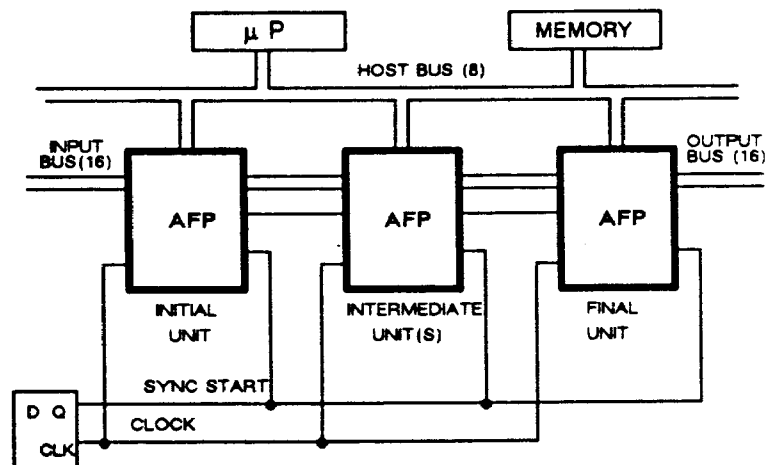 μ P
MEMORY
HOST BUS (8)
INPUT
BUS(16)
OUTPUT
BUS (16)
AFP
AFP
AFP
INITIAL
UNIT
INTERMEDIATE
UNIT(S)
FINAL
UNIT
SYNC START
D Q
CLOCK
CLK